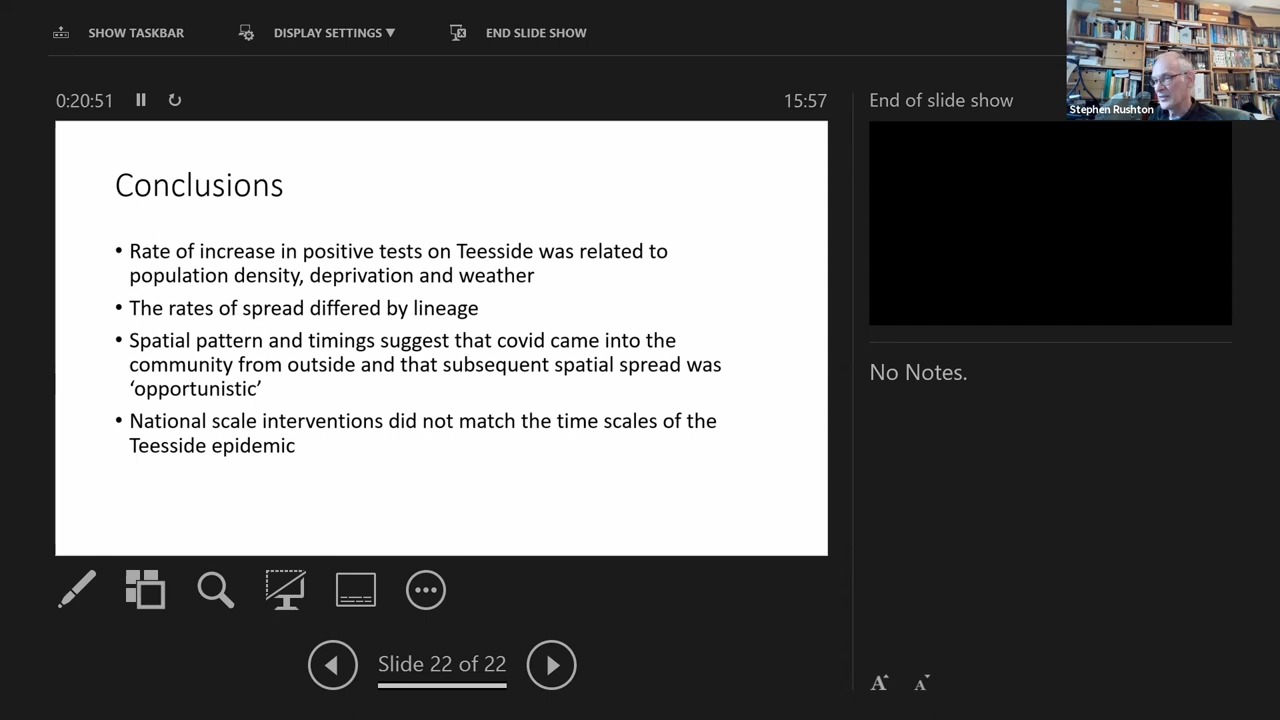 SHOW TASKBAR
DISPLAY SETTINGS ▼
END SLIDE SHOW
0:20:51
15:57
End of slide show
Stephen Rushton
Conclusions
• Rate of increase in positive tests on Teesside was related to
population density, deprivation and weather
• The rates of spread differed by lineage
• Spatial pattern and timings suggest that covid came into the
community from outside and that subsequent spatial spread was
‘opportunistic’
• National scale interventions did not match the time scales of the
Teesside epidemic
No Notes.
Slide 22 of 22
A
A